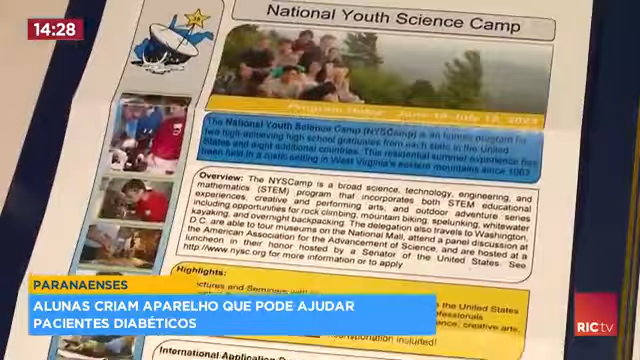 14:28
National Youth Science Camp
Program Dates: June 14-July 12, 2023
The National Youth Science Camp (NYSCamp) is an honors program for
two high-achieving high school graduates from each state in the United
States and eight additional countries. The residential summer experience has
been held in a rustic setting in West Virginia's eastern mountains since 1963.
Overview: The NYSCamp is a broad science, technology, engineering, and
mathematics (STEM) program that incorporates both STEM educational
experiences, creative and performing arts, and outdoor adventure series
including opportunities for rock climbing, mountain biking, spelunking, whitewater
kayaking, and overnight backpacking. The delegation also travels to Washington,
D.C. are able to tour museums on the National Mall, attend a panel discussion at
the American Association for the Advancement of Science, and are hosted at a
luncheon in their honor hosted by a Senator of the United States. See
http://www.nysc.org for more information or to apply
Highlights:
Lectures and Seminars with
the United States
professionals
science, creative arts,
transportation included!
International Application
PARANAENSES
ALUNAS CRIAM APARELHO QUE PODE AJUDAR
PACIENTES DIABÉTICOS
RIC tv